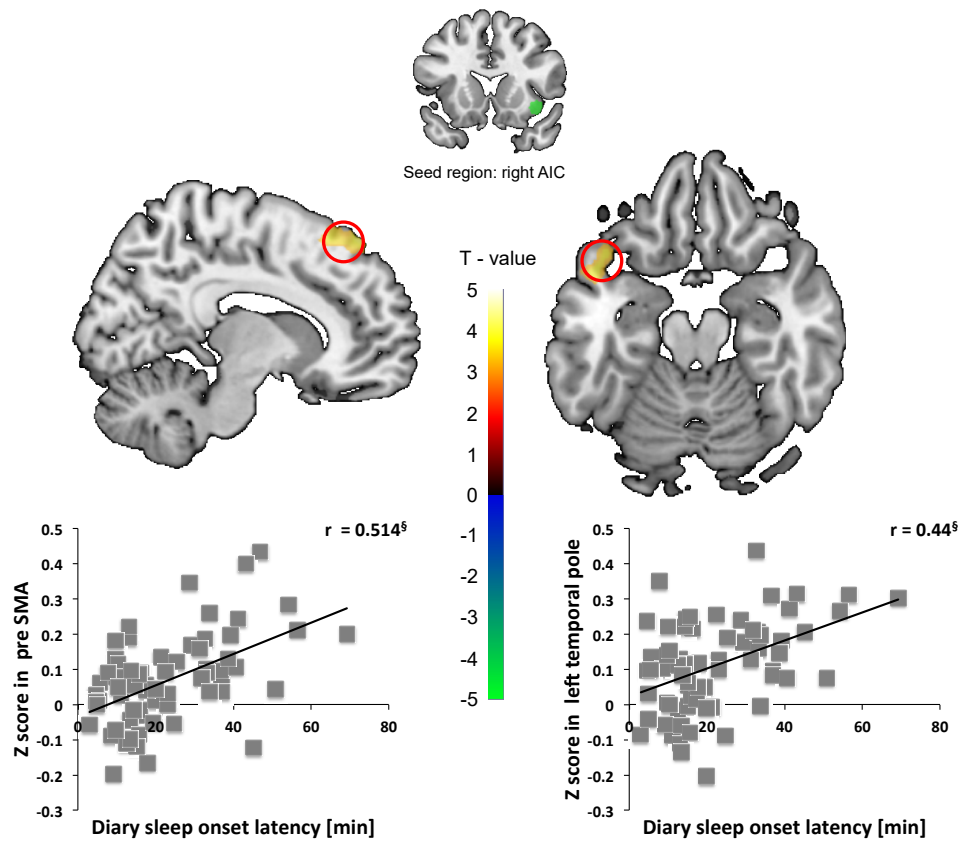 Seed region: right AIC
T - value
5
4
3
2
1
0
-1
-2
-3
-4
-5
r = 0.514§
Z score in pre SMA
0.5
0.4
0.3
0.2
0.1
0
-0.1
-0.2
-0.3
0 20 40 60 80
Diary sleep onset latency [min]
r = 0.44§
Z score in left temporal pole
0.5
0.4
0.3
0.2
0.1
0
-0.1
-0.2
-0.3
0 20 40 60 80
Diary sleep onset latency [min]